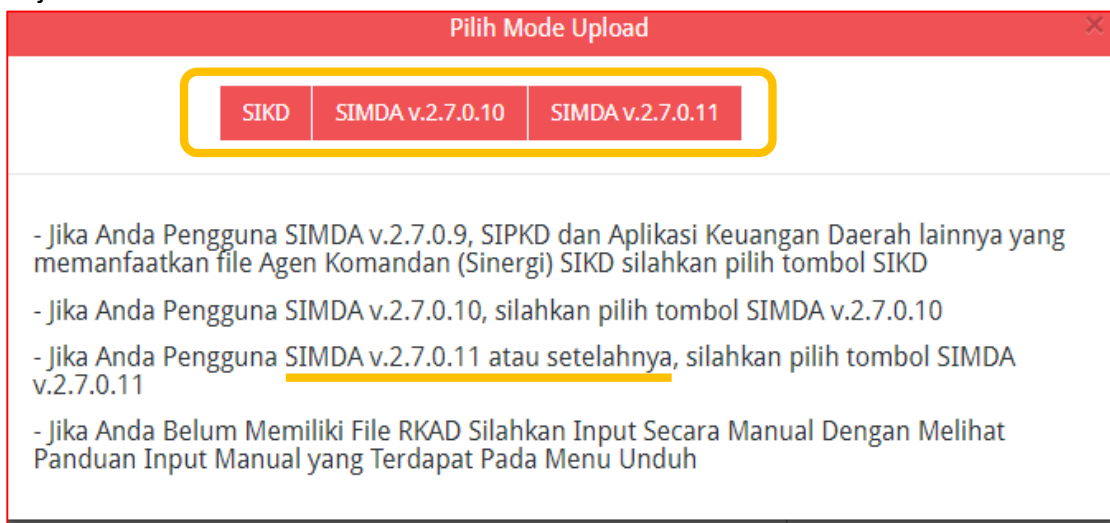 Pilih Mode Upload
SIKD SIMDA v.2.7.0.10 SIMDA v.2.7.0.11
- Jika Anda Pengguna SIMDA v.2.7.0.9, SIPKD dan Aplikasi Keuangan Daerah lainnya yang
memanfaatkan file Agen Komandan (Sinergi) SIKD silahkan pilih tombol SIKD
- Jika Anda Pengguna SIMDA v.2.7.0.10, silahkan pilih tombol SIMDA v.2.7.0.10
- Jika Anda Pengguna SIMDA v.2.7.0.11 atau setelahnya, silahkan pilih tombol SIMDA
v.2.7.0.11
- Jika Anda Belum Memiliki File RKAD Silahkan Input Secara Manual Dengan Melihat
Panduan Input Manual yang Terdapat Pada Menu Unduh